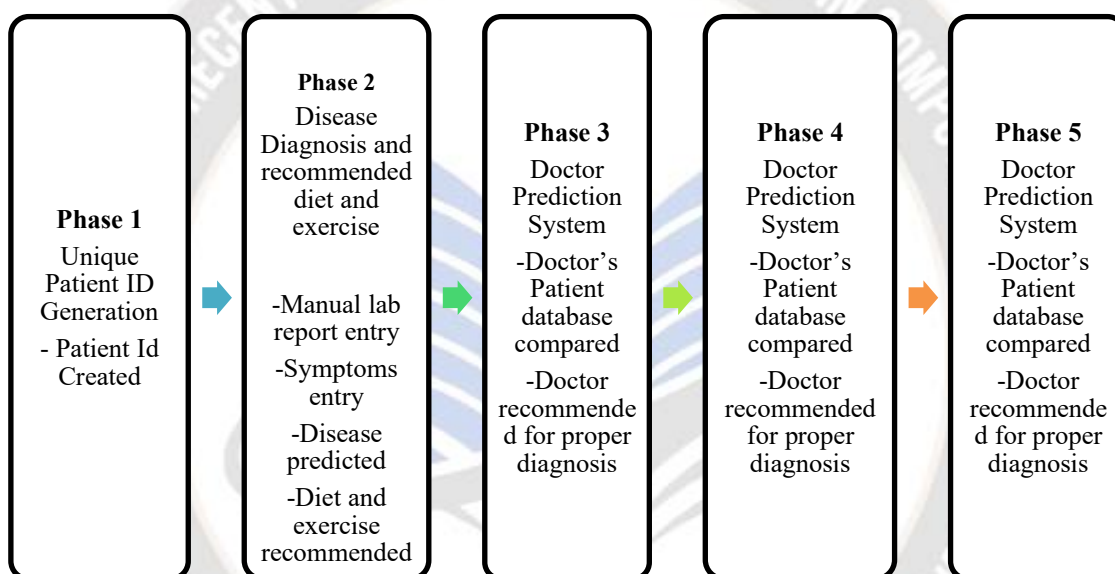 Phase 1
Unique
Patient ID
Generation
- Patient Id
Created
Phase 2
Disease
Diagnosis and
recommended
diet and
exercise
-Manual lab
report entry
-Symptoms
entry
-Disease
predicted
-Diet and
exercise
recommended
Phase 3
Doctor
Prediction
System
-Doctor’s
Patient
database
compared
-Doctor
recommende
d for proper
diagnosis
Phase 4
Doctor
Prediction
System
-Doctor’s
Patient
database
compared
-Doctor
recommended
for proper
diagnosis
Phase 5
Doctor
Prediction
System
-Doctor’s
Patient
database
compared
-Doctor
recommende
d for proper
diagnosis
RECENT
IN COMPU